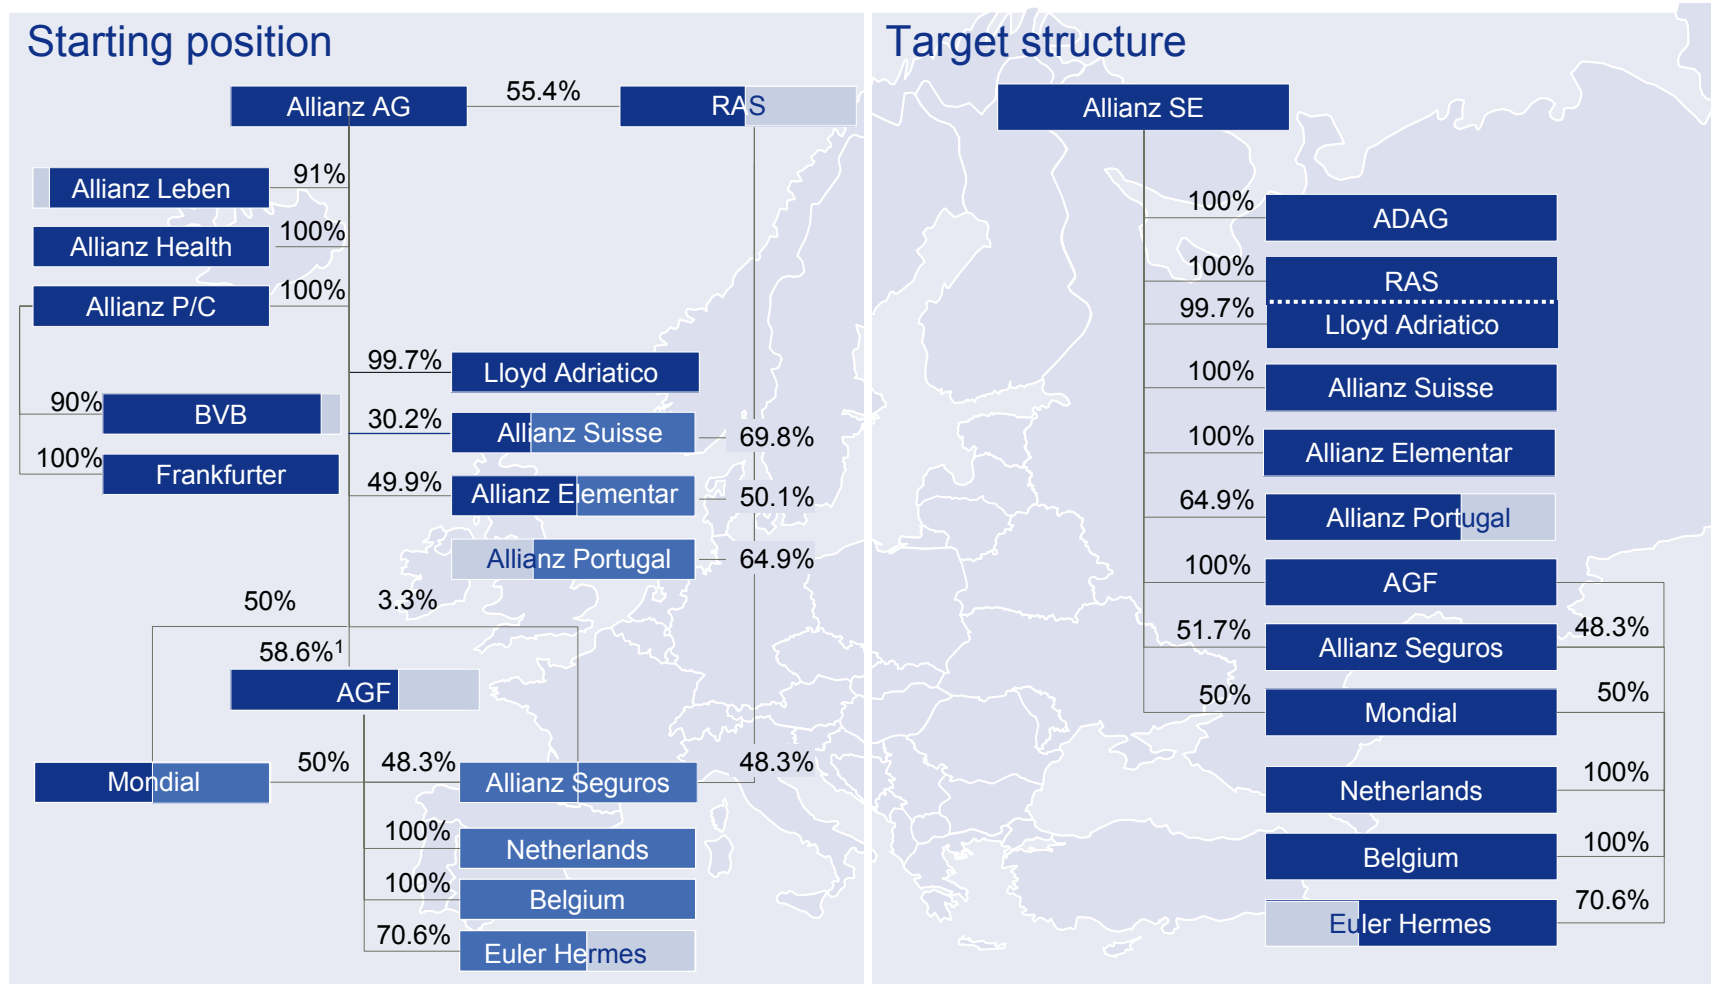 Starting position
Allianz AG
55.4%
RAS
Allianz Leben
91%
Allianz Health
100%
Allianz P/C
100%
99.7%
Lloyd Adriatico
90%
BVB
30.2%
Allianz Suisse
69.8%
100%
Frankfurter
49.9%
Allianz Elementar
50.1%
Allianz Portugal
64.9%
50%
3.3%
58.6%¹
AGF
Mondial
50%
48.3%
Allianz Seguros
48.3%
100%
Netherlands
100%
Belgium
70.6%
Euler Hermes
Target structure
Allianz SE
100%
ADAG
100%
RAS
99.7%
Lloyd Adriatico
100%
Allianz Suisse
100%
Allianz Elementar
64.9%
Allianz Portugal
100%
AGF
51.7%
Allianz Seguros
48.3%
50%
Mondial
50%
Netherlands
100%
Belgium
100%
Euler Hermes
70.6%